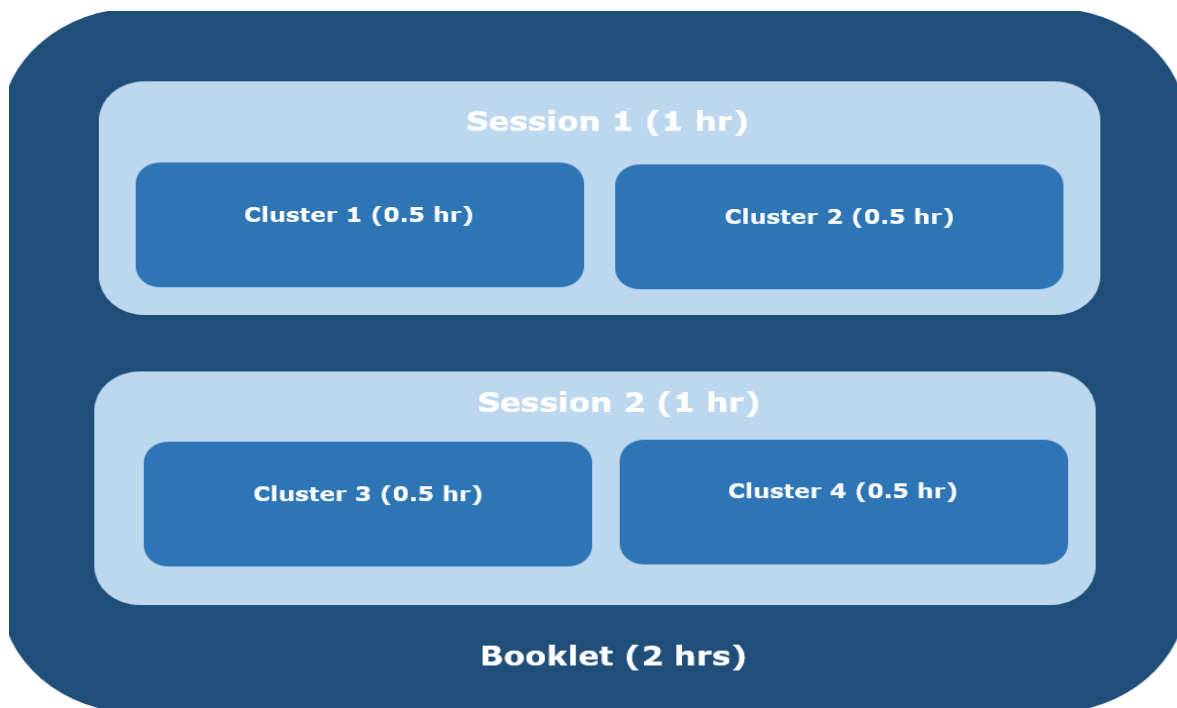 Session 1 (1 hr)
Cluster 1 (0.5 hr)
Cluster 2 (0.5 hr)
Session 2 (1 hr)
Cluster 3 (0.5 hr)
Cluster 4 (0.5 hr)
Booklet (2 hrs)